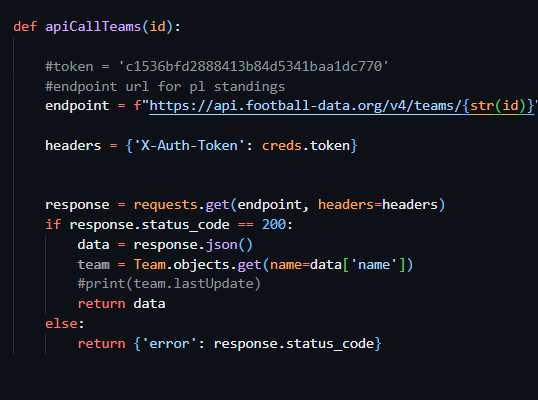 def apiCallTeams(id):
#token = 'c1536bfd2888413b84d5341baa1dc770'
#endpoint url for pl standings
endpoint = f"https://api.football-data.org/v4/teams/{str(id)}"
headers = {'X-Auth-Token': creds.token}
response = requests.get(endpoint, headers=headers)
if response.status_code == 200:
data = response.json()
team = Team.objects.get(name=data['name'])
#print(team.lastUpdate)
return data
else:
return {'error': response.status_code}